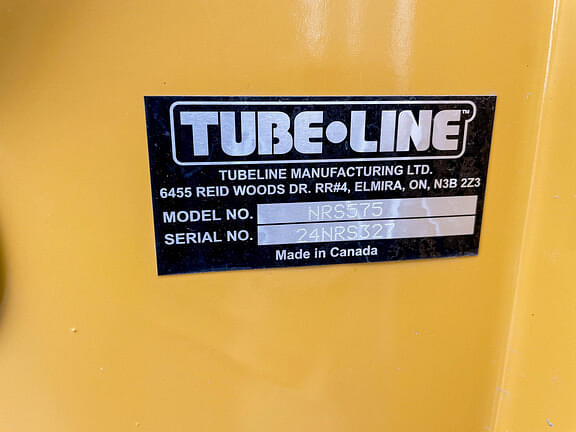 TUBE•LINE™
TUBELINE MANUFACTURING LTD.
6455 REID WOODS DR. RR#4, ELMIRA, ON, N3B 2Z3
MODEL NO. NRS575
SERIAL NO. 24NRS327
Made in Canada